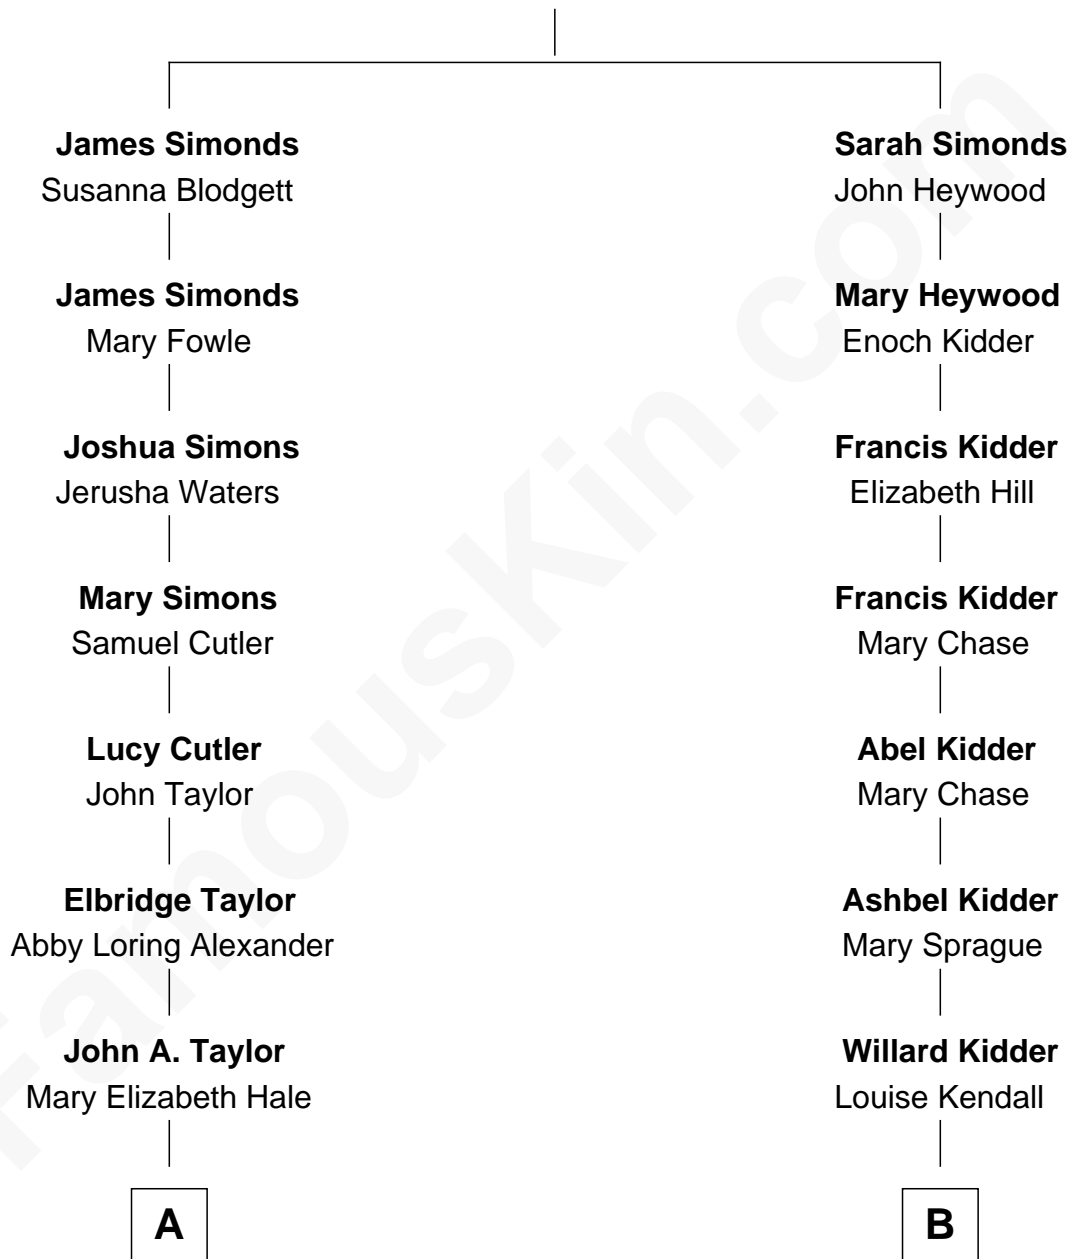 James Simonds
Susanna Blodgett
James Simonds
Mary Fowle
Joshua Simons
Jerusha Waters
Mary Simons
Samuel Cutler
Lucy Cutler
John Taylor
Elbridge Taylor
Abby Loring Alexander
John A. Taylor
Mary Elizabeth Hale
A
Sarah Simonds
John Heywood
Mary Heywood
Enoch Kidder
Francis Kidder
Elizabeth Hill
Francis Kidder
Mary Chase
Abel Kidder
Mary Chase
Ashbel Kidder
Mary Sprague
Willard Kidder
Louise Kendall
B
FamousKin.com